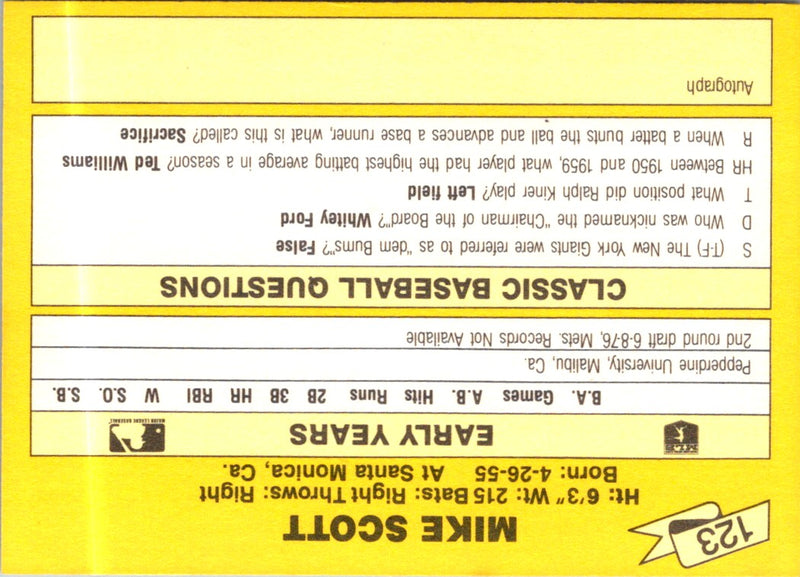 123
MIKE SCOTT
Ht: 6'3" Wt: 215 Bats: Right Throws: Right
Born: 4-26-55 At Santa Monica, Ca.
EARLY YEARS
MAJOR LEAGUE BASEBALL
B.A. Games A.B. Hits Runs 2B 3B HR RBI W S.O. S.B.
Pepperdine University, Malibu, Ca.
2nd round draft 6-8-76, Mets. Records Not Available
CLASSIC BASEBALL QUESTIONS
S (T-F) The New York Giants were referred to as "dem Bums"? False
D Who was nicknamed the "Chairman of the Board"? Whitey Ford
T What position did Ralph Kiner play? Left field
HR Between 1950 and 1959, what player had the highest batting average in a season? Ted Williams
R When a batter bunts the ball and advances a base runner, what is this called? Sacrifice
Autograph